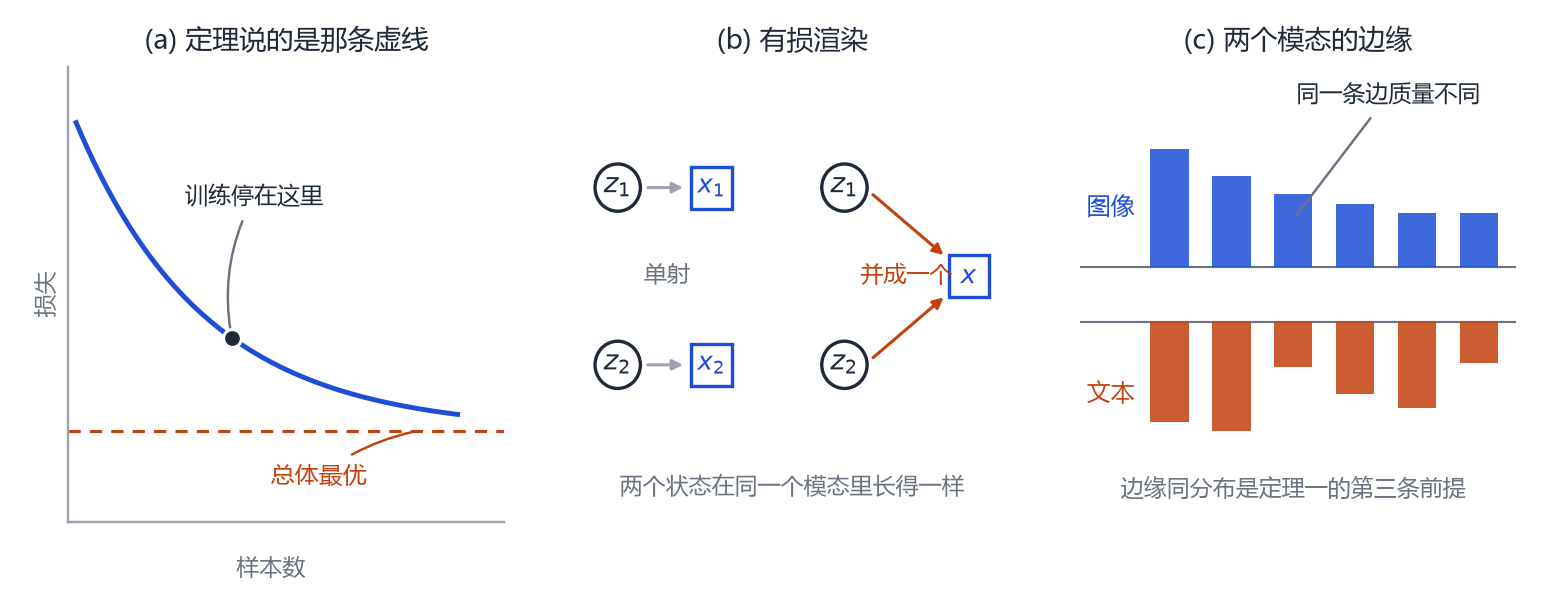 (a) 定理说的是那条虚线
训练停在这里
损失
总体最优
样本数
(b) 有损渲染
z1
x1
z1
单射
并成一个
x
z2
x2
z2
两个状态在同一个模态里长得一样
(c) 两个模态的边缘
同一条边质量不同
图像
文本
边缘同分布是定理一的第三条前提